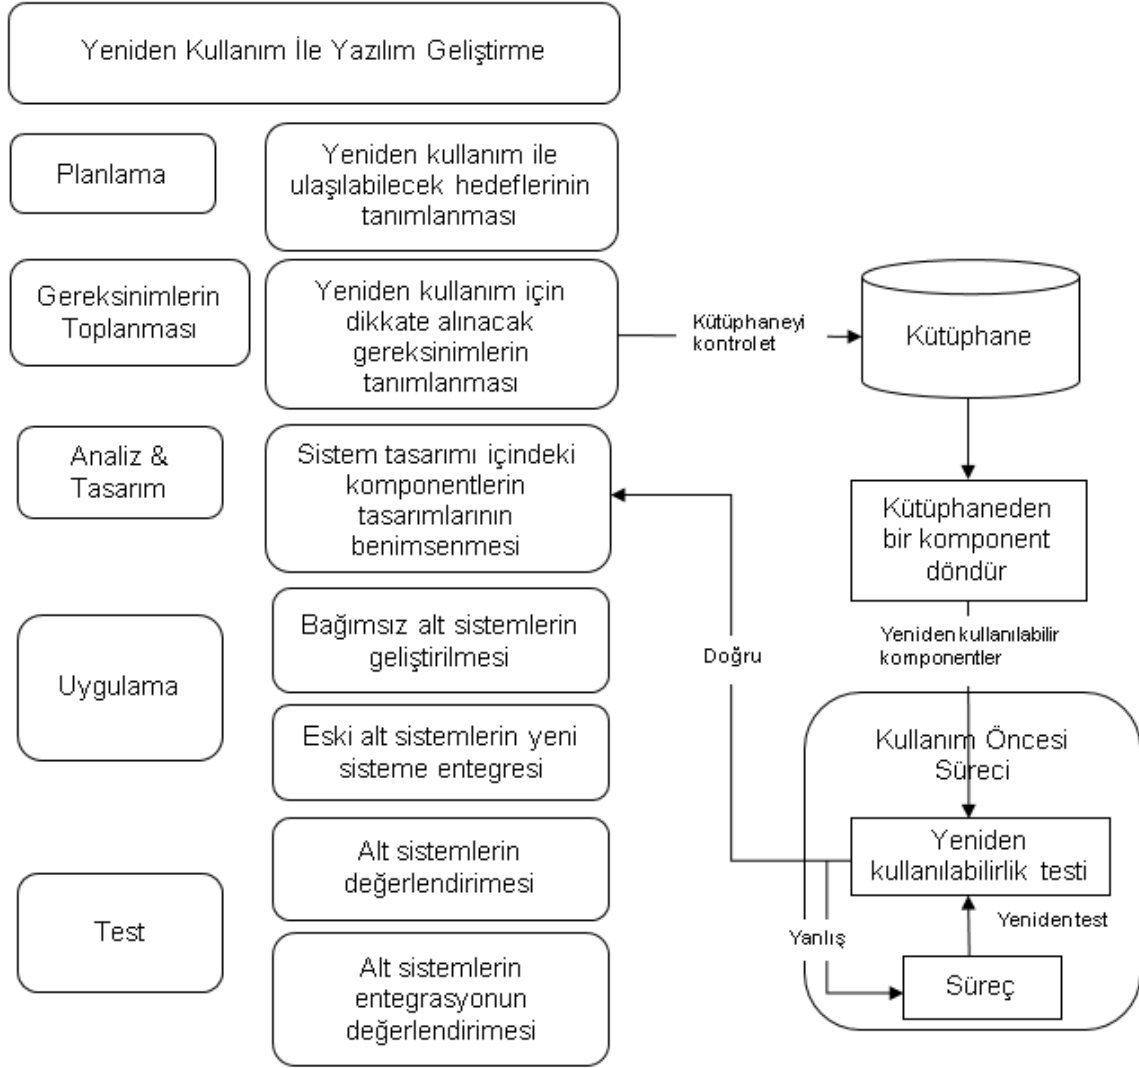 Yeniden Kullanım İle Yazılım Geliştirme
Planlama
Yeniden kullanım ile
ulaşılabilecek hedeflerinin
tanımlanması
Gereksinimlerin
Toplanması
Yeniden kullanım için
dikkate alınacak
gereksinimlerin
tanımlanması
Kütüphaneyi
kontrolet
Kütüphane
Analiz &
Tasarım
Sistem tasarımı içindeki
komponentlerin
tasarımlarının
benimsenmesi
Kütüphaneden
bir komponent
döndür
Uygulama
Bağımsız alt sistemlerin
geliştirilmesi
Doğru
Yeniden kullanılabilir
komponentler
Eski alt sistemlerin yeni
sisteme entegresi
Kullanım Öncesi
Süreci
Test
Alt sistemlerin
değerlendirimesi
Yeniden
kullanılabilirlik testi
Yanlış
Yeniden test
Alt sistemlerin
entegrasyonun
değerlendirimesi
Süreç